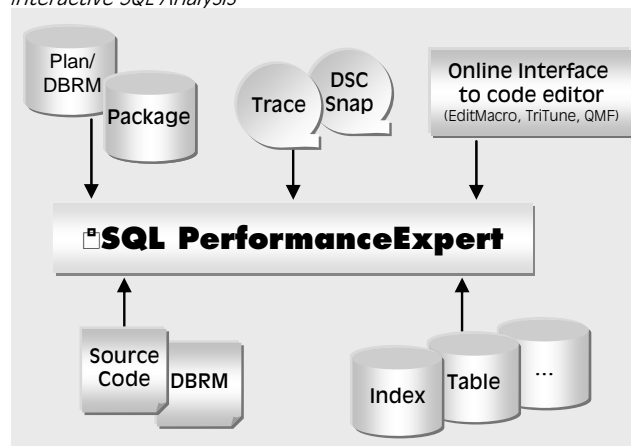 Interactive SQL Analysis
Plan/
DBRM
Package
Trace
DSC
Snap
Online Interface
to code editor
(EditMacro, TriTune, QMF)
SQL PerformanceExpert
Source
Code
DBRM
Index
Table
...